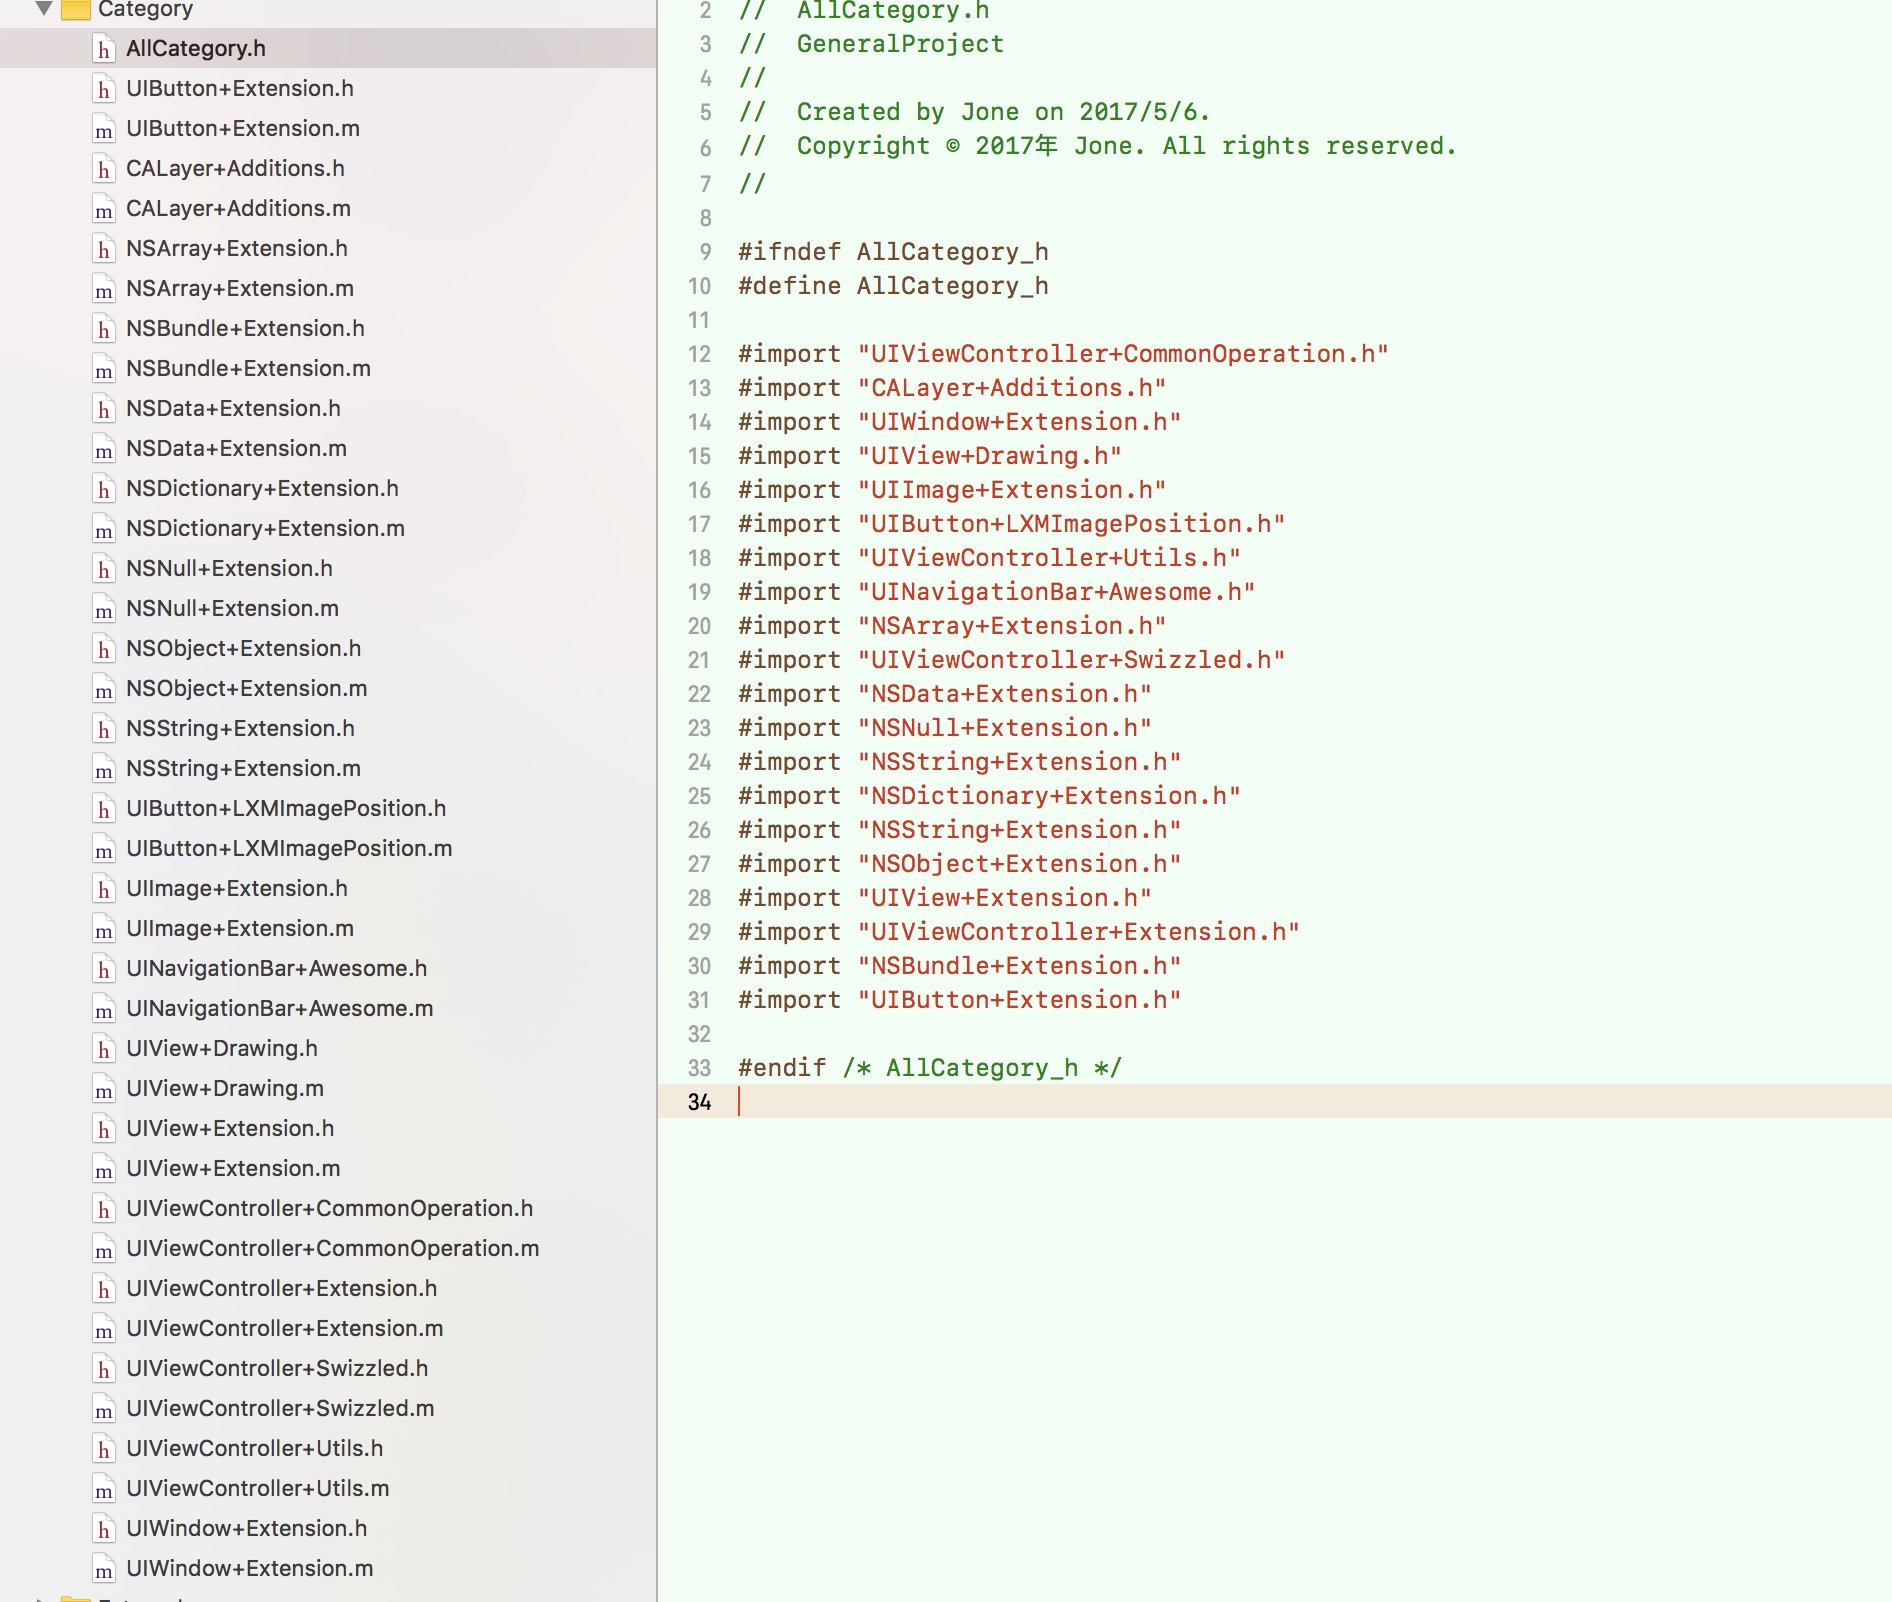 Category
AllCategory.h
UIButton+Extension.h
UIButton+Extension.m
CALayer+Additions.h
CALayer+Additions.m
NSArray+Extension.h
NSArray+Extension.m
NSBundle+Extension.h
NSBundle+Extension.m
NSData+Extension.h
NSData+Extension.m
NSDictionary+Extension.h
NSDictionary+Extension.m
NSNull+Extension.h
NSNull+Extension.m
NSObject+Extension.h
NSObject+Extension.m
NSString+Extension.h
NSString+Extension.m
UIButton+LXMImagePosition.h
UIButton+LXMImagePosition.m
UIImage+Extension.h
UIImage+Extension.m
UINavigationBar+Awesome.h
UINavigationBar+Awesome.m
UIView+Drawing.h
UIView+Drawing.m
UIView+Extension.h
UIView+Extension.m
UIViewController+CommonOperation.h
UIViewController+CommonOperation.m
UIViewController+Extension.h
UIViewController+Extension.m
UIViewController+Swizzled.h
UIViewController+Swizzled.m
UIViewController+Utils.h
UIViewController+Utils.m
UIWindow+Extension.h
UIWindow+Extension.m
2 //  AllCategory.h
3 //  GeneralProject
4 //
5 //  Created by Jone on 2017/5/6.
6 //  Copyright © 2017年 Jone. All rights reserved.
7 //
8
9 #ifndef AllCategory_h
10 #define AllCategory_h
11
12 #import "UIViewController+CommonOperation.h"
13 #import "CALayer+Additions.h"
14 #import "UIWindow+Extension.h"
15 #import "UIView+Drawing.h"
16 #import "UIImage+Extension.h"
17 #import "UIButton+LXMImagePosition.h"
18 #import "UIViewController+Utils.h"
19 #import "UINavigationBar+Awesome.h"
20 #import "NSArray+Extension.h"
21 #import "UIViewController+Swizzled.h"
22 #import "NSData+Extension.h"
23 #import "NSNull+Extension.h"
24 #import "NSString+Extension.h"
25 #import "NSDictionary+Extension.h"
26 #import "NSString+Extension.h"
27 #import "NSObject+Extension.h"
28 #import "UIView+Extension.h"
29 #import "UIViewController+Extension.h"
30 #import "NSBundle+Extension.h"
31 #import "UIButton+Extension.h"
32
33 #endif /* AllCategory_h */
34